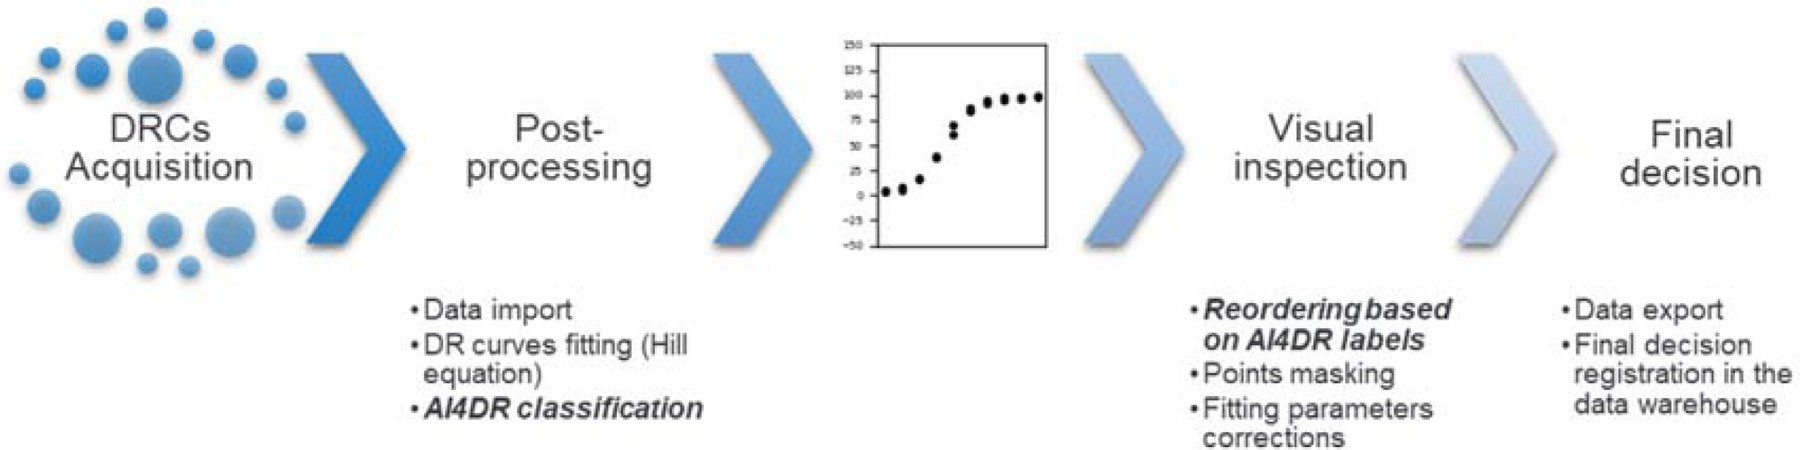 DRCs
Acquisition
Post-
processing
150
125
100
75
50
25
0
−25
−50
Visual
inspection
Final
decision
• Data import
• DR curves fitting (Hill
equation)
• AI4DR classification
• Reordering based
on AI4DR labels
• Points masking
• Fitting parameters
corrections
• Data export
• Final decision
registration in the
data warehouse